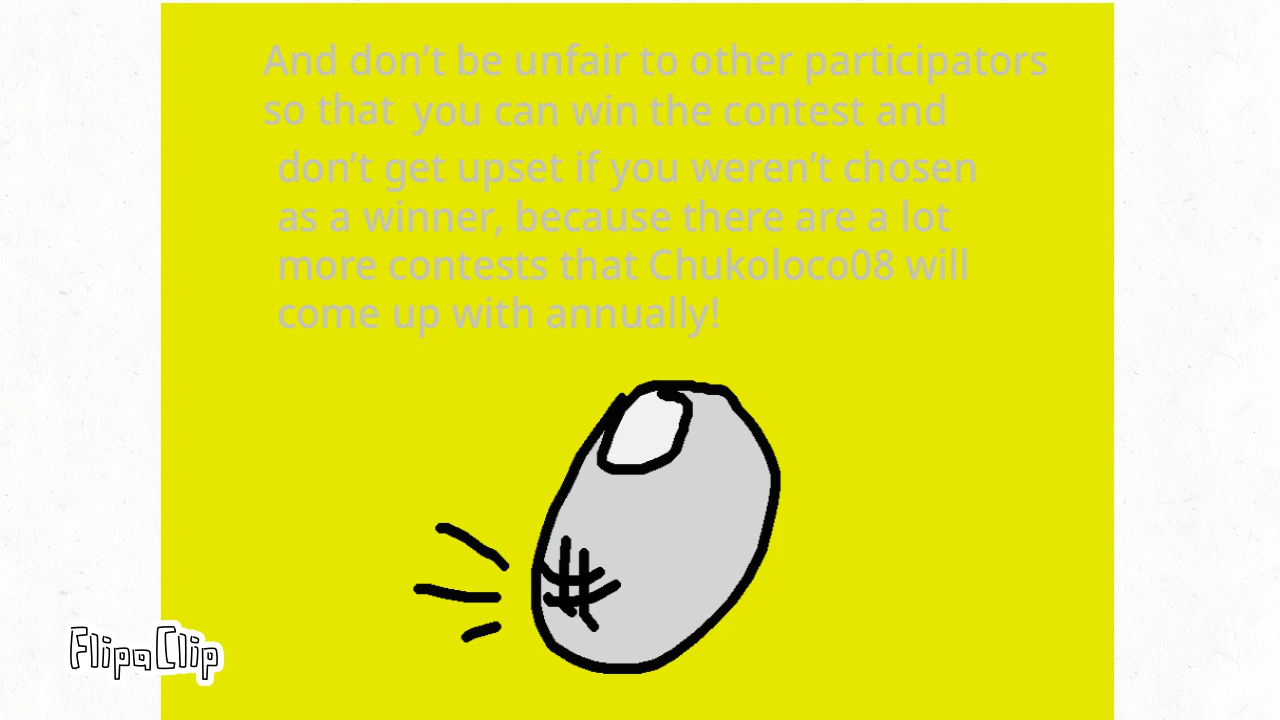 And don't be unfair to other participators
so that you can win the contest and
don't get upset if you weren't chosen
as a winner, because there are a lot
more contests that Chukoloco08 will
come up with annually!
FlipaClip